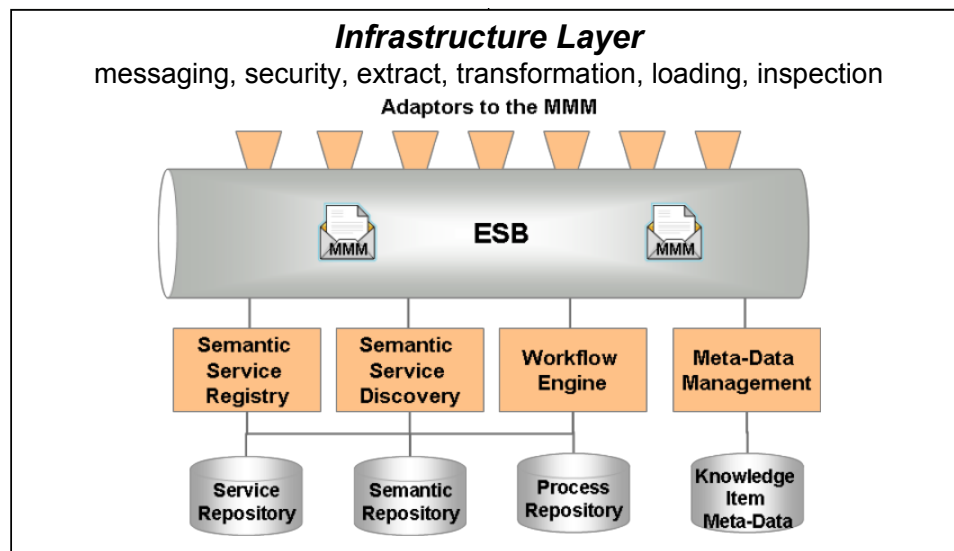 Infrastructure Layer
messaging, security, extract, transformation, loading, inspection
Adaptors to the MMM
MMM
ESB
MMM
Semantic
Service
Registry
Semantic
Service
Discovery
Workflow
Engine
Meta-Data
Management
Service
Repository
Semantic
Repository
Process
Repository
Knowledge
Item
Meta-Data